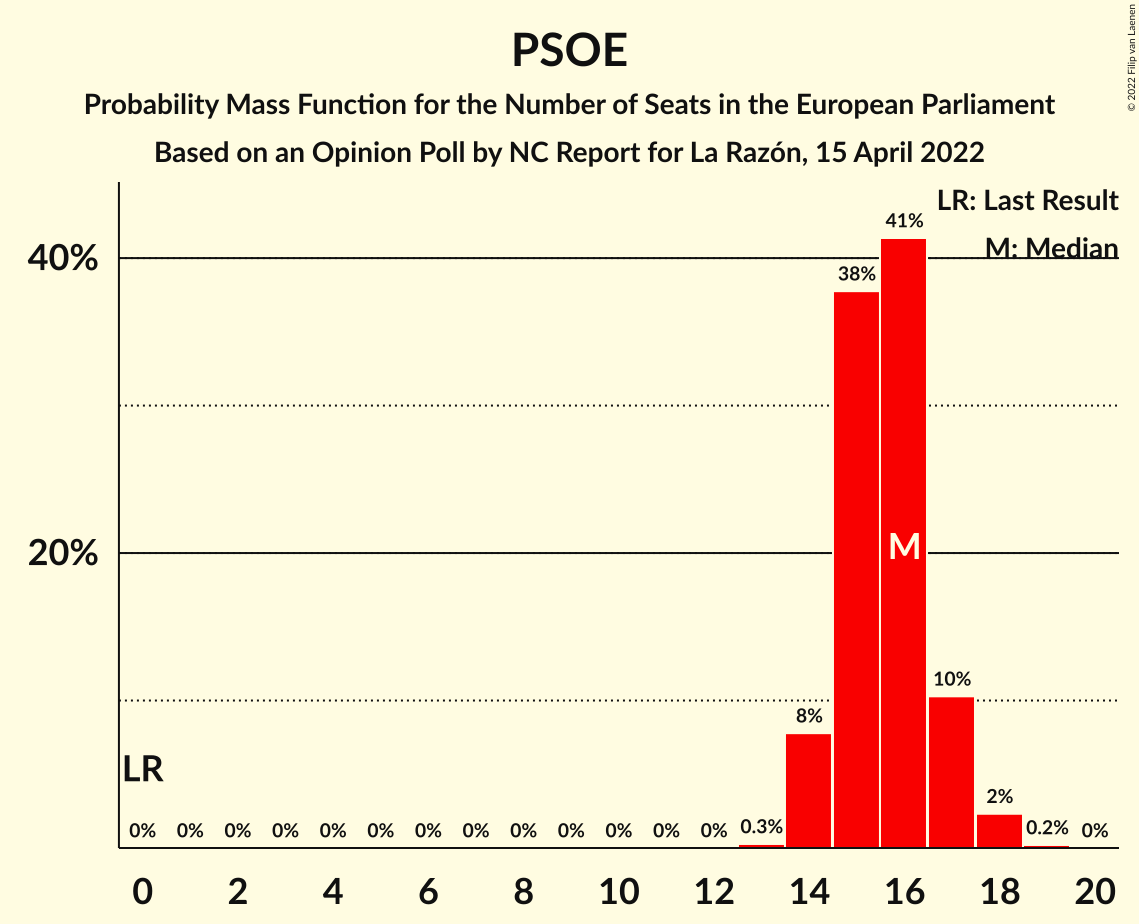 PSOE
Probability Mass Function for the Number of Seats in the European Parliament
Based on an Opinion Poll by NC Report for La Razón, 15 April 2022
© 2022 Filip van Laenen
LR: Last Result
M: Median
40%
20%
41%
38%
M
10%
8%
LR
2%
0% 0% 0% 0% 0% 0% 0% 0% 0% 0% 0% 0% 0% 0.3% 0.2% 0%
0 2 4 6 8 10 12 14 16 18 20